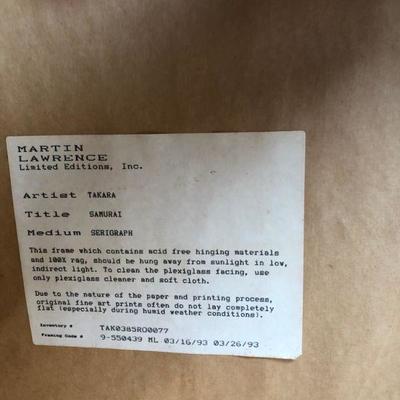 MARTIN
LAWRENCE
Limited Editions, Inc.
Artist TAKARA
Title SAMURAI
Medium SERIGRAPH
This frame which contains acid free hinging materials
and 100% rag, should be hung away from sunlight in low,
indirect light. To clean the plexiglass facing, use
only plexiglass cleaner and soft cloth.
Due to the nature of the paper and printing process,
original fine art prints often do not lay completely
flat (especially during humid weather conditions).
Inventory # TAK0385RO0077
Framing Code # 9-550439 ML 03/16/93 03/26/93